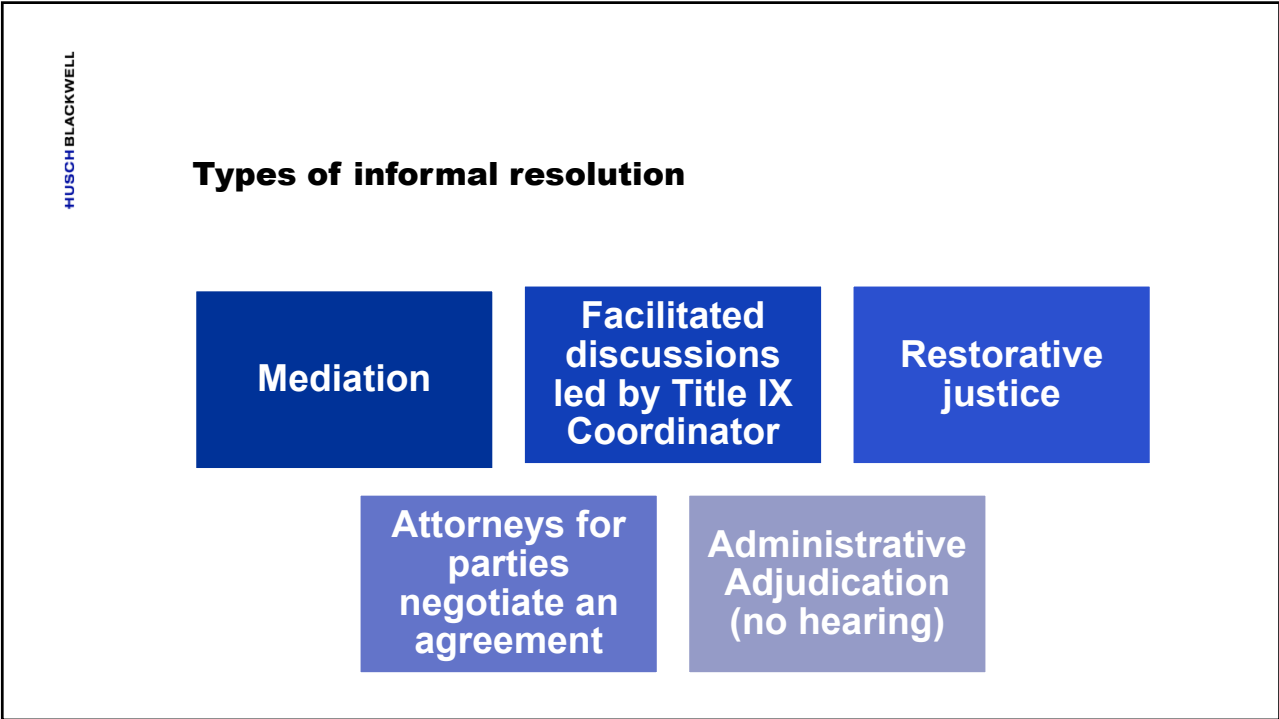 HUSCH BLACKWELL
Types of informal resolution
Mediation
Facilitated
discussions
led by Title IX
Coordinator
Restorative
justice
Attorneys for
parties
negotiate an
agreement
Administrative
Adjudication
(no hearing)